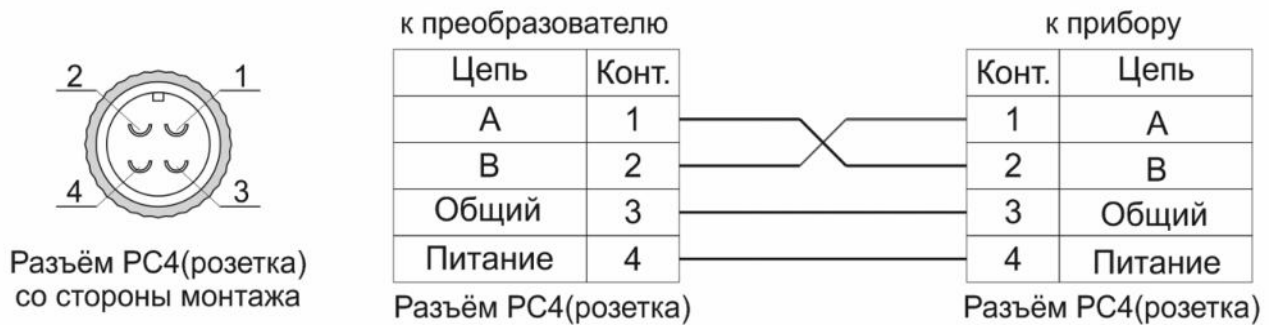 2
1
4
3
Разъём РС4(розетка)
со стороны монтажа
к преобразователю
Цепь Конт.
А 1
В 2
Общий 3
Питание 4
Разъём РС4(розетка)
к прибору
Конт. Цепь
1 А
2 В
3 Общий
4 Питание
Разъём РС4(розетка)